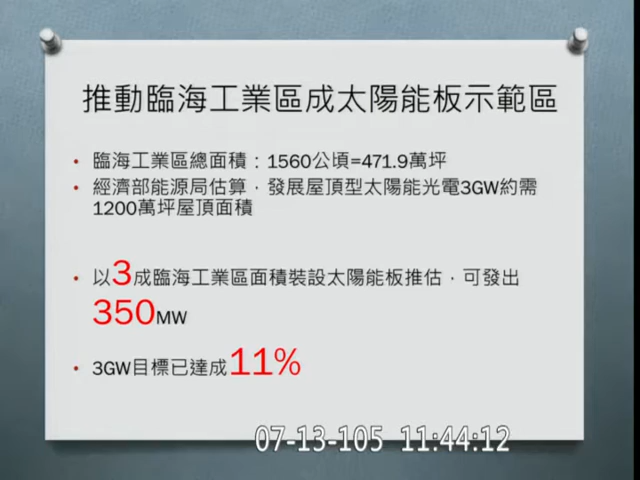 推動臨海工業區成太陽能板示範區
• 臨海工業區總面積：1560公頃=471.9萬坪
• 經濟部能源局估算，發展屋頂型太陽能光電3GW約需
1200萬坪屋頂面積
• 以3成臨海工業區面積裝設太陽能板推估，可發出
350MW
• 3GW目標已達成11%
07-13-105 11:44:12